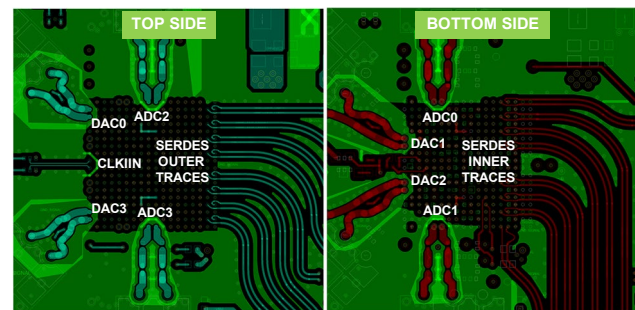 TOP SIDE
DAC0
ADC2
CLKIIN
SERDES
OUTER
TRACES
DAC3
ADC3
BOTTOM SIDE
ADC0
DAC1
SERDES
INNER
TRACES
DAC2
ADC1